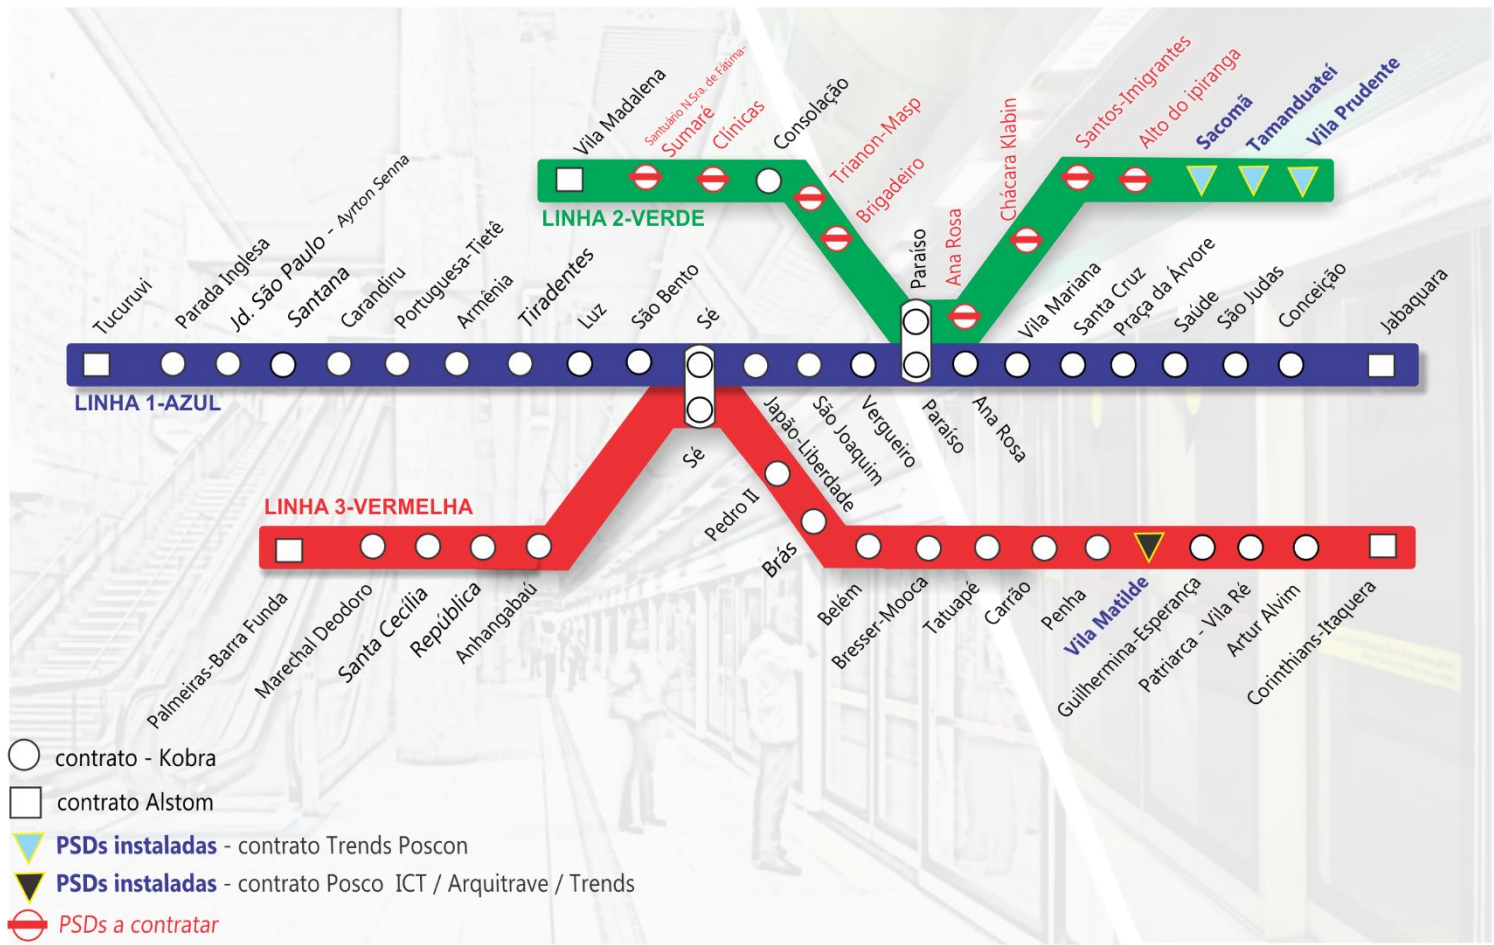 Vila Madalena
Santuário N.Sra. de Fátima-
Sumaré
Clínicas
Consolação
Trianon-Masp
Brigadeiro
Paraíso
Ana Rosa
Chácara Klabin
Santos-Imigrantes
Alto do ipiranga
Sacomã
Tamanduateí
Vila Prudente
LINHA 2-VERDE
Tucuruvi
Parada Inglesa
Jd. São Paulo - Ayrton Senna
Santana
Carandiru
Portuguesa-Tietê
Armênia
Tiradentes
Luz
São Bento
Sé
Vila Mariana
Santa Cruz
Praça da Árvore
Saúde
São Judas
Conceição
Jabaquara
LINHA 1-AZUL
Japão-Liberdade
São Joaquim
Vergueiro
Paraíso
Ana Rosa
Sé
LINHA 3-VERMELHA
Pedro II
Brás
Palmeiras-Barra Funda
Marechal Deodoro
Santa Cecília
República
Anhangabaú
Belém
Bresser-Mooca
Tatuapé
Carrão
Penha
Vila Matilde
Guilhermina-Esperança
Patriarca - Vila Ré
Artur Alvim
Corinthians-Itaquera
contrato - Kobra
contrato Alstom
PSDs instaladas - contrato Trends Poscon
PSDs instaladas - contrato Posco ICT / Arquitrave / Trends
PSDs a contratar